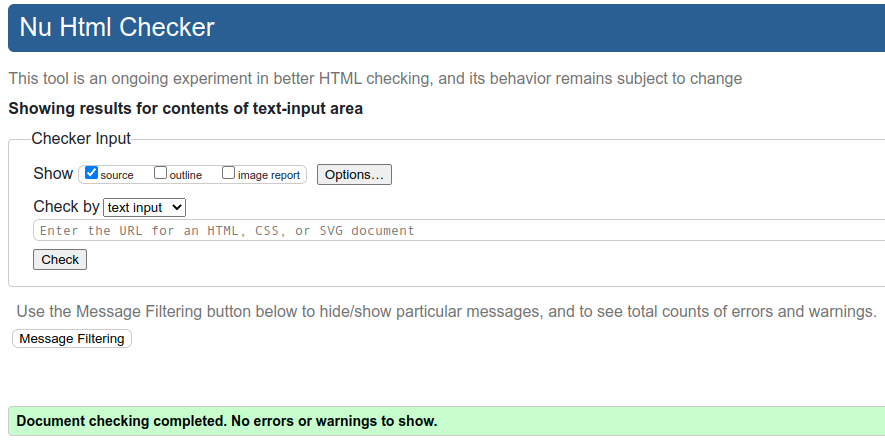 Nu Html Checker
This tool is an ongoing experiment in better HTML checking, and its behavior remains subject to change
Showing results for contents of text-input area
Checker Input
Show source outline image report Options...
Check by text input
Enter the URL for an HTML, CSS, or SVG document
Check
Use the Message Filtering button below to hide/show particular messages, and to see total counts of errors and warnings.
Message Filtering
Document checking completed. No errors or warnings to show.